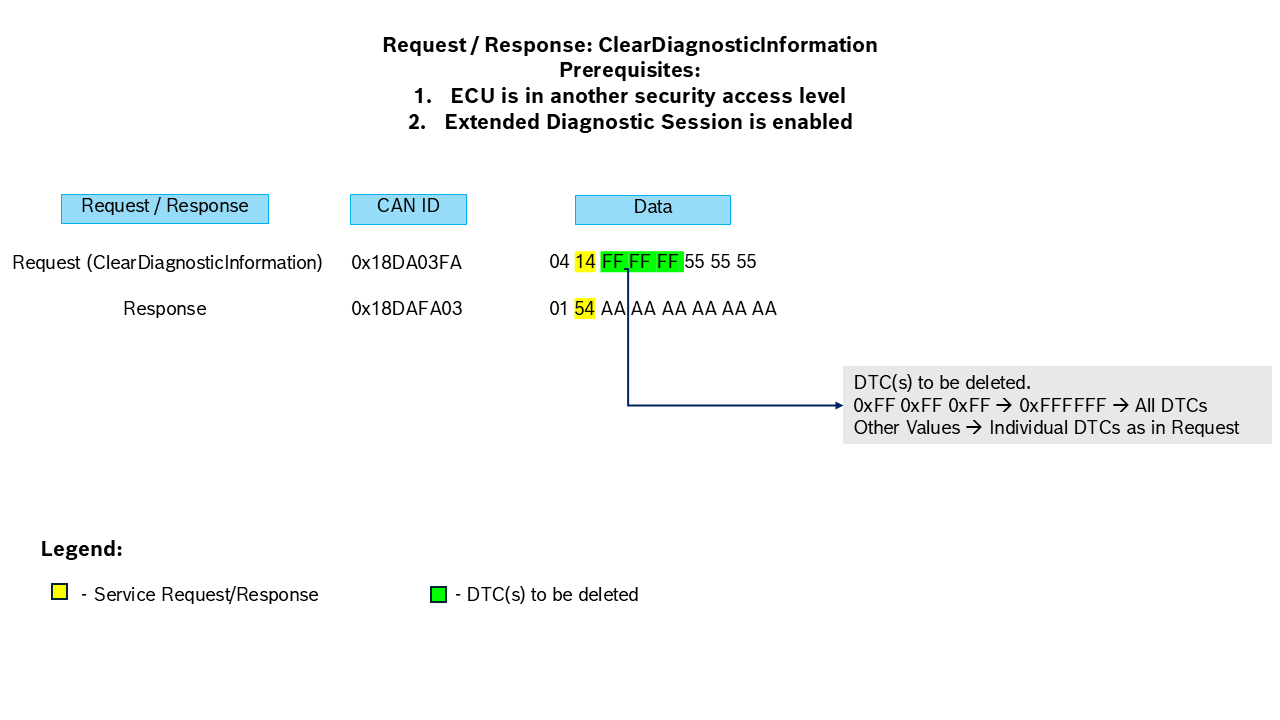 Request / Response: ClearDiagnosticInformation
Prerequisites:
1. ECU is in another security access level
2. Extended Diagnostic Session is enabled
Request / Response CAN ID Data
Request (ClearDiagnosticInformation) 0x18DA03FA 04 14 FF FF FF 55 55 55
Response 0x18DAFA03 01 54 AA AA AA AA AA AA
DTC(s) to be deleted.
0xFF 0xFF 0xFF → 0xFFFFFF → All DTCs
Other Values → Individual DTCs as in Request
Legend:
- Service Request/Response - DTC(s) to be deleted